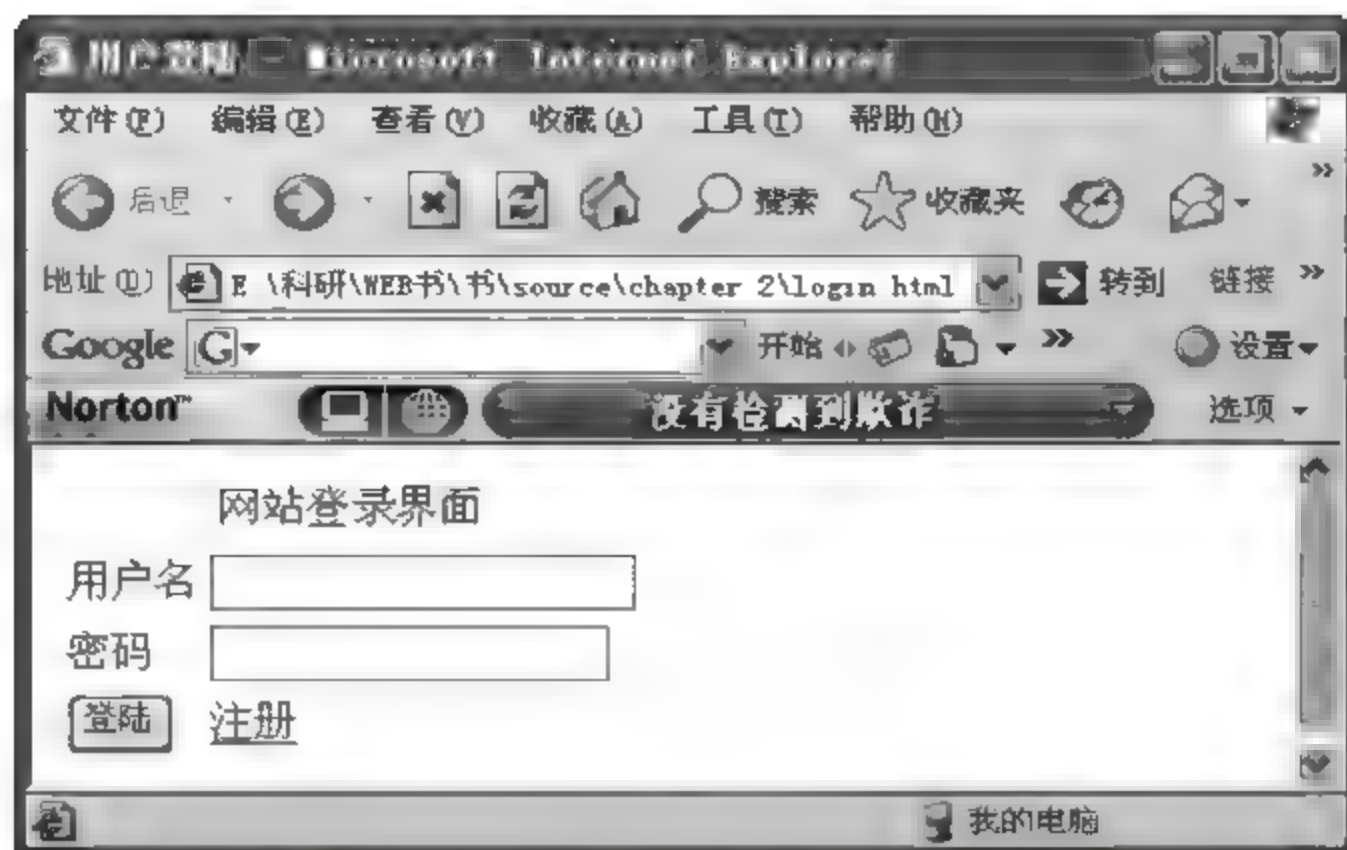 用户登陆 - Microsoft Internet Explorer
文件(F) 编辑(E) 查看(V) 收藏(A) 工具(T) 帮助(H)
后退 搜索 收藏夹 »
地址(D) E \科研\WEB书\书\source\chapter 2\login html 转到 链接 »
Google G 开始 » 设置
Norton™ 没有检测到欺诈 选项
网站登录界面
用户名
密码
登陆 注册
我的电脑